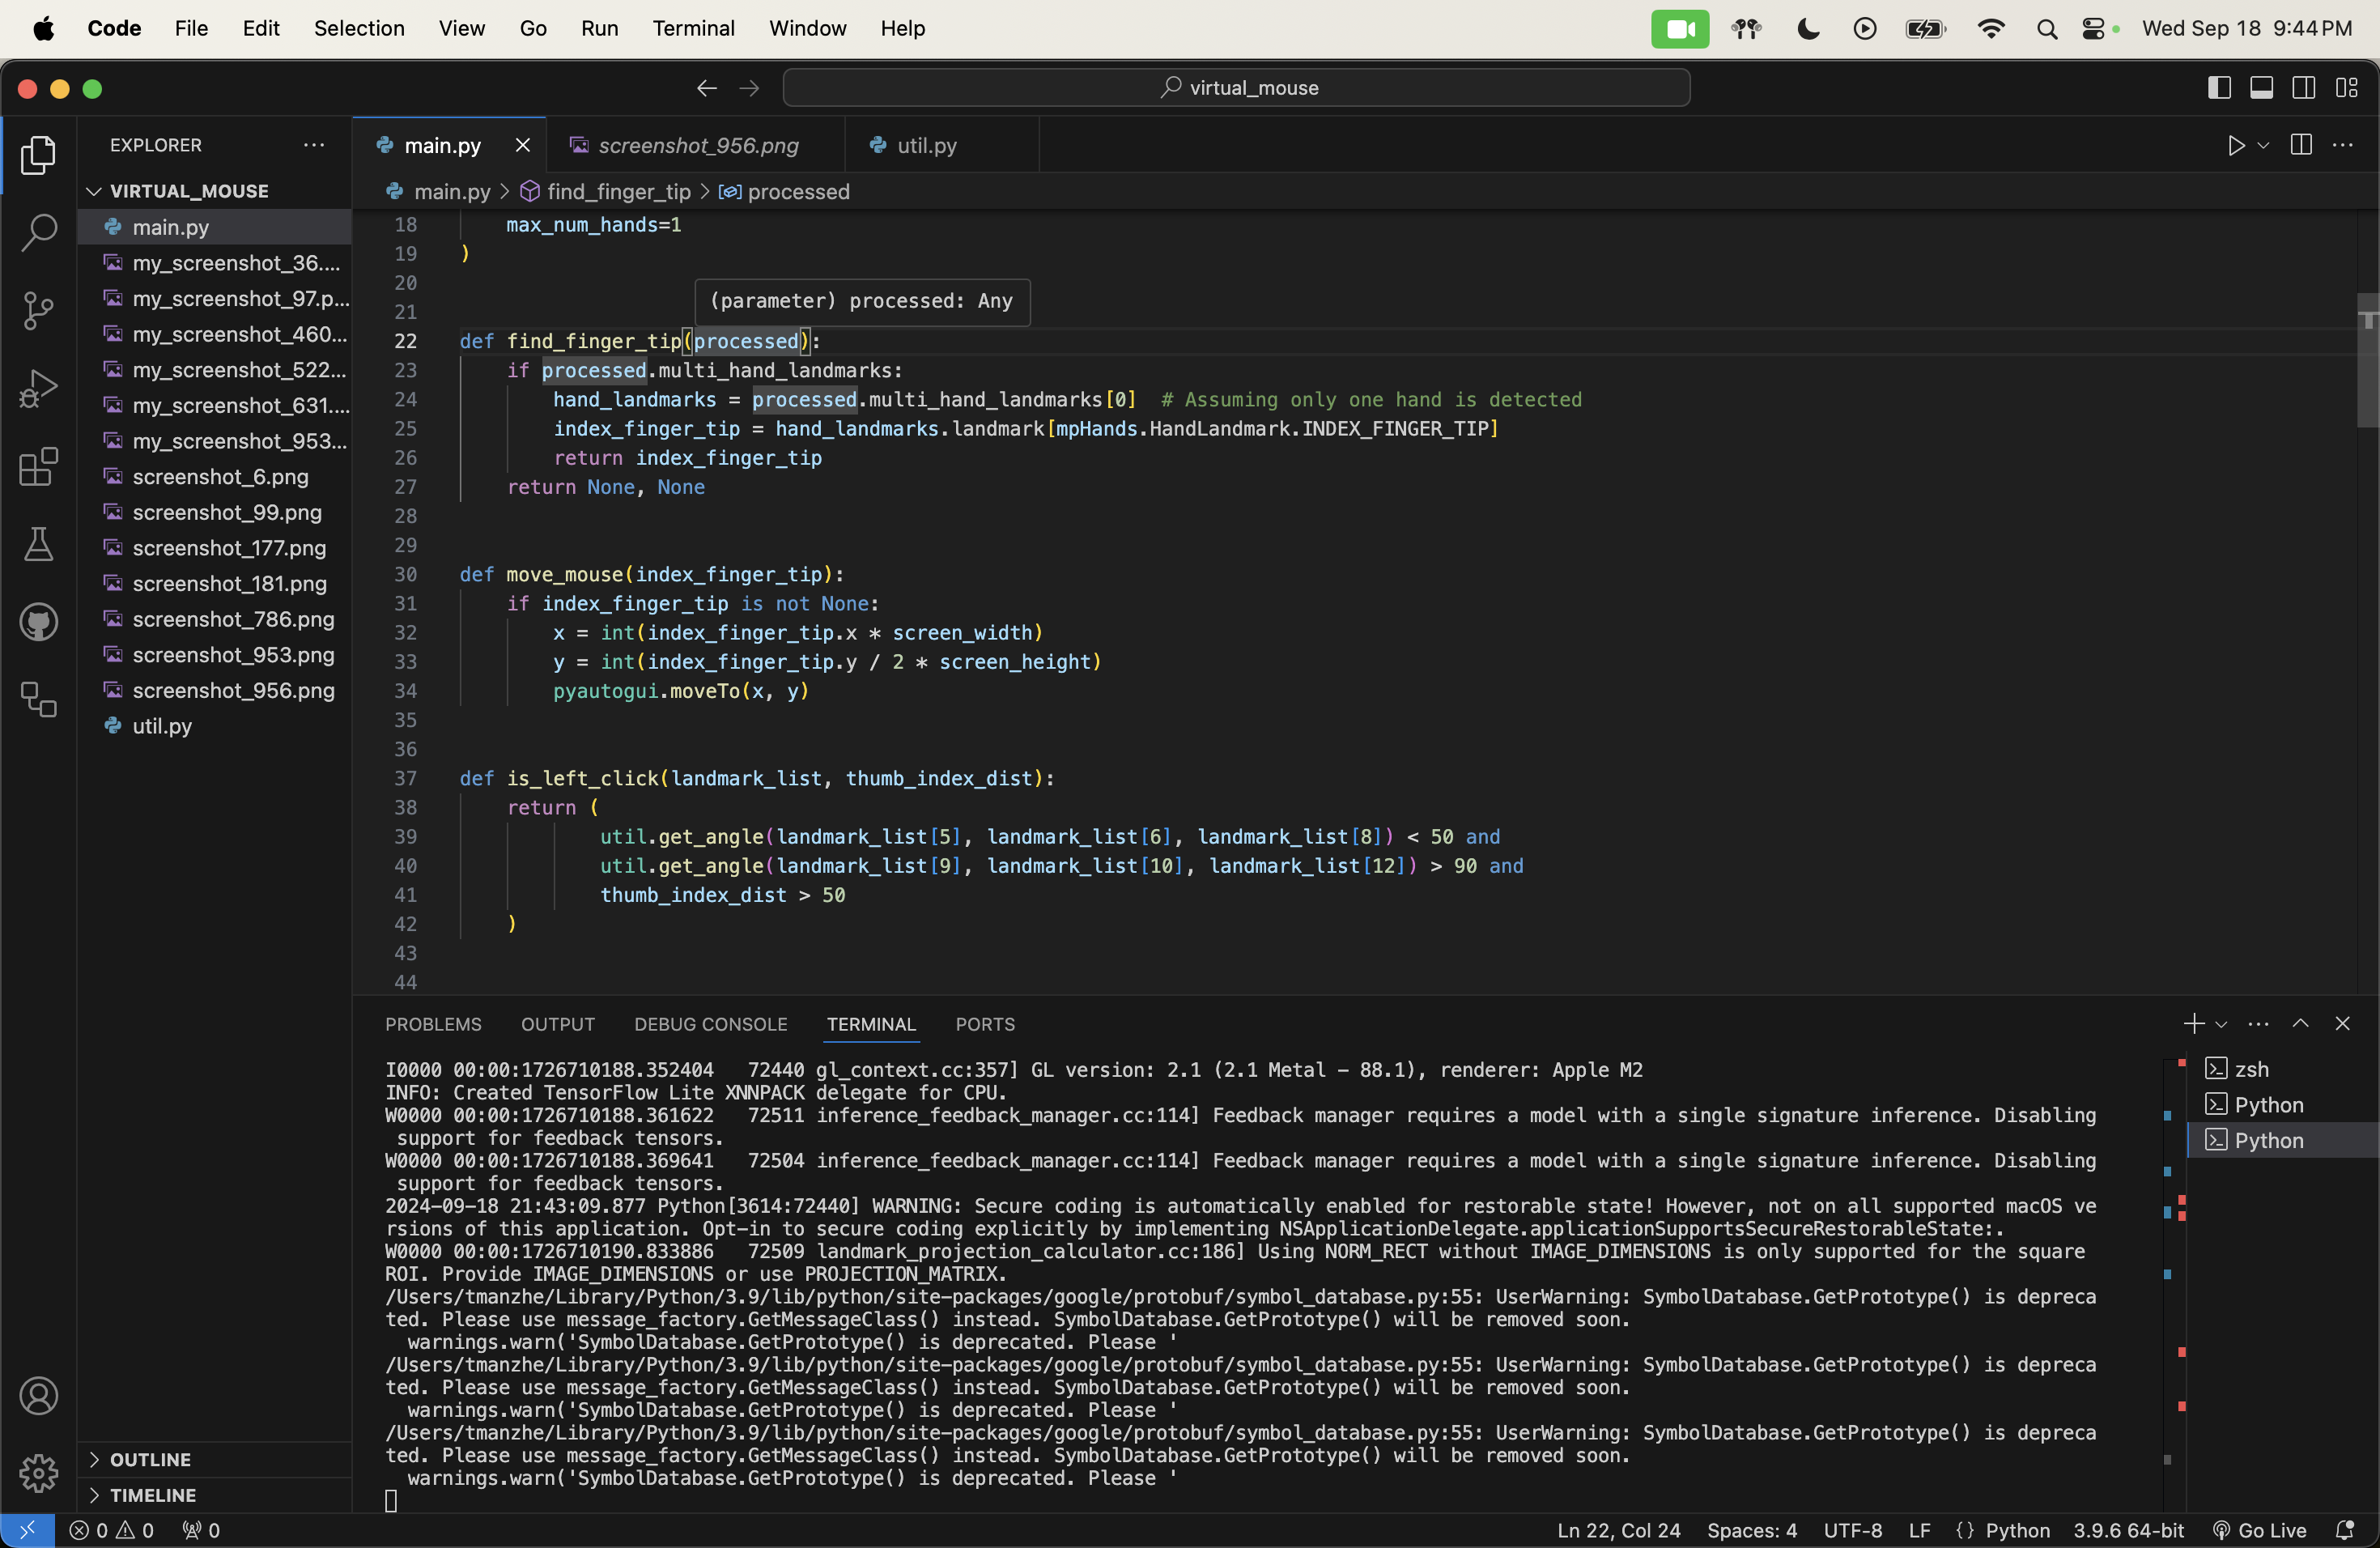 Code File Edit Selection View Go Run Terminal Window Help Wed Sep 18 9:44 PM
virtual_mouse
EXPLORER
main.py
screenshot_956.png
util.py
VIRTUAL_MOUSE
main.py
my_screenshot_36....
my_screenshot_97.p...
my_screenshot_460...
my_screenshot_522...
my_screenshot_631....
my_screenshot_953...
screenshot_6.png
screenshot_99.png
screenshot_177.png
screenshot_181.png
screenshot_786.png
screenshot_953.png
screenshot_956.png
util.py
OUTLINE
TIMELINE
main.py > find_finger_tip > processed
18 max_num_hands=1
19 )
20
21
(parameter) processed: Any
22 def find_finger_tip(processed):
23 if processed.multi_hand_landmarks:
24 hand_landmarks = processed.multi_hand_landmarks[0] # Assuming only one hand is detected
25 index_finger_tip = hand_landmarks.landmark[mpHands.HandLandmark.INDEX_FINGER_TIP]
26 return index_finger_tip
27 return None, None
28
29
30 def move_mouse(index_finger_tip):
31 if index_finger_tip is not None:
32 x = int(index_finger_tip.x * screen_width)
33 y = int(index_finger_tip.y / 2 * screen_height)
34 pyautogui.moveTo(x, y)
35
36
37 def is_left_click(landmark_list, thumb_index_dist):
38 return (
39 util.get_angle(landmark_list[5], landmark_list[6], landmark_list[8]) < 50 and
40 util.get_angle(landmark_list[9], landmark_list[10], landmark_list[12]) > 90 and
41 thumb_index_dist > 50
42 )
43
44
PROBLEMS OUTPUT DEBUG CONSOLE TERMINAL PORTS
I0000 00:00:1726710188.352404 72440 gl_context.cc:357] GL version: 2.1 (2.1 Metal - 88.1), renderer: Apple M2
INFO: Created TensorFlow Lite XNNPACK delegate for CPU.
W0000 00:00:1726710188.361622 72511 inference_feedback_manager.cc:114] Feedback manager requires a model with a single signature inference. Disabling
support for feedback tensors.
W0000 00:00:1726710188.369641 72504 inference_feedback_manager.cc:114] Feedback manager requires a model with a single signature inference. Disabling
support for feedback tensors.
2024-09-18 21:43:09.877 Python[3614:72440] WARNING: Secure coding is automatically enabled for restorable state! However, not on all supported macOS ve
rsions of this application. Opt-in to secure coding explicitly by implementing NSApplicationDelegate.applicationSupportsSecureRestorableState:.
W0000 00:00:1726710190.833886 72509 landmark_projection_calculator.cc:186] Using NORM_RECT without IMAGE_DIMENSIONS is only supported for the square
ROI. Provide IMAGE_DIMENSIONS or use PROJECTION_MATRIX.
/Users/tmanzhe/Library/Python/3.9/lib/python/site-packages/google/protobuf/symbol_database.py:55: UserWarning: SymbolDatabase.GetPrototype() is depreca
ted. Please use message_factory.GetMessageClass() instead. SymbolDatabase.GetPrototype() will be removed soon.
warnings.warn('SymbolDatabase.GetPrototype() is deprecated. Please '
/Users/tmanzhe/Library/Python/3.9/lib/python/site-packages/google/protobuf/symbol_database.py:55: UserWarning: SymbolDatabase.GetPrototype() is depreca
ted. Please use message_factory.GetMessageClass() instead. SymbolDatabase.GetPrototype() will be removed soon.
warnings.warn('SymbolDatabase.GetPrototype() is deprecated. Please '
/Users/tmanzhe/Library/Python/3.9/lib/python/site-packages/google/protobuf/symbol_database.py:55: UserWarning: SymbolDatabase.GetPrototype() is depreca
ted. Please use message_factory.GetMessageClass() instead. SymbolDatabase.GetPrototype() will be removed soon.
warnings.warn('SymbolDatabase.GetPrototype() is deprecated. Please '
zsh
Python
Python
0 0 0 Ln 22, Col 24 Spaces: 4 UTF-8 LF {} Python 3.9.6 64-bit Go Live